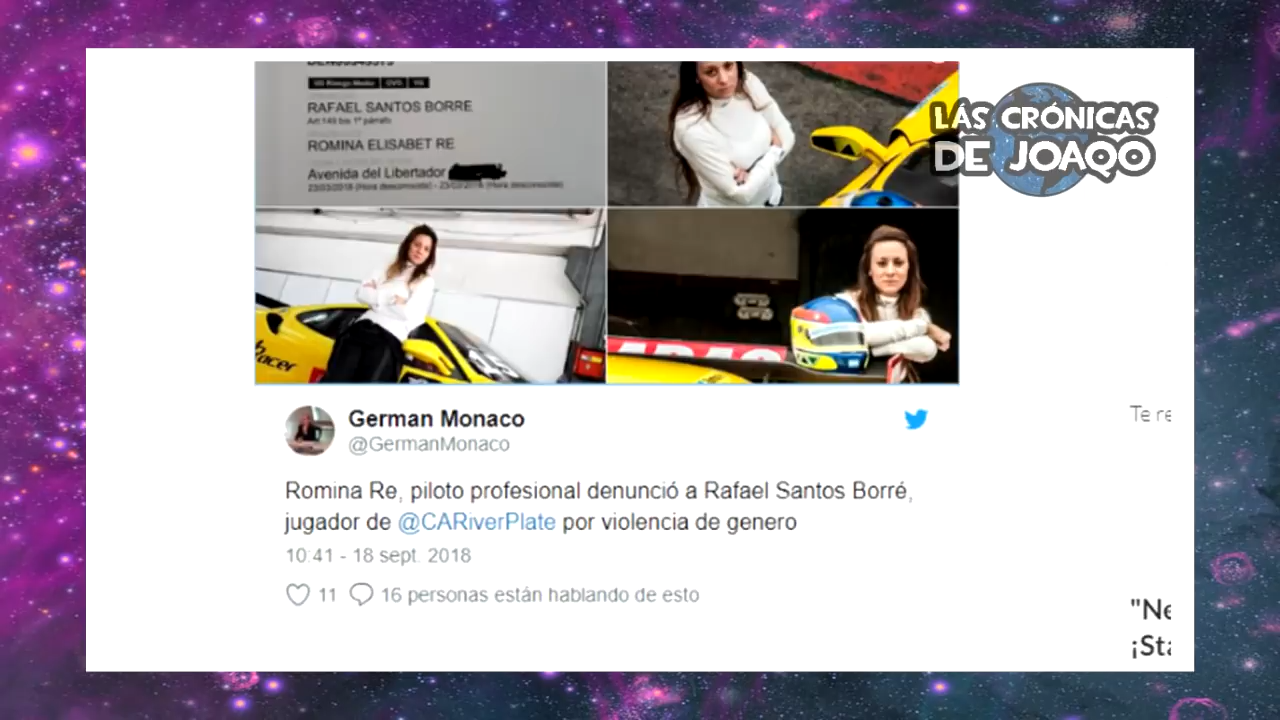 RAFAEL SANTOS BORRE
Art 149 bis 1° párrafo
ROMINA ELISABET RE
Avenida del Libertador
LÁS CRÓNICAS
DE JOAQO
German Monaco
@GermanMonaco
Romina Re, piloto profesional denunció a Rafael Santos Borré,
jugador de @CARiverPlate por violencia de genero
10:41 - 18 sept. 2018
11 16 personas están hablando de esto
Te re
"Ne
¡Sta